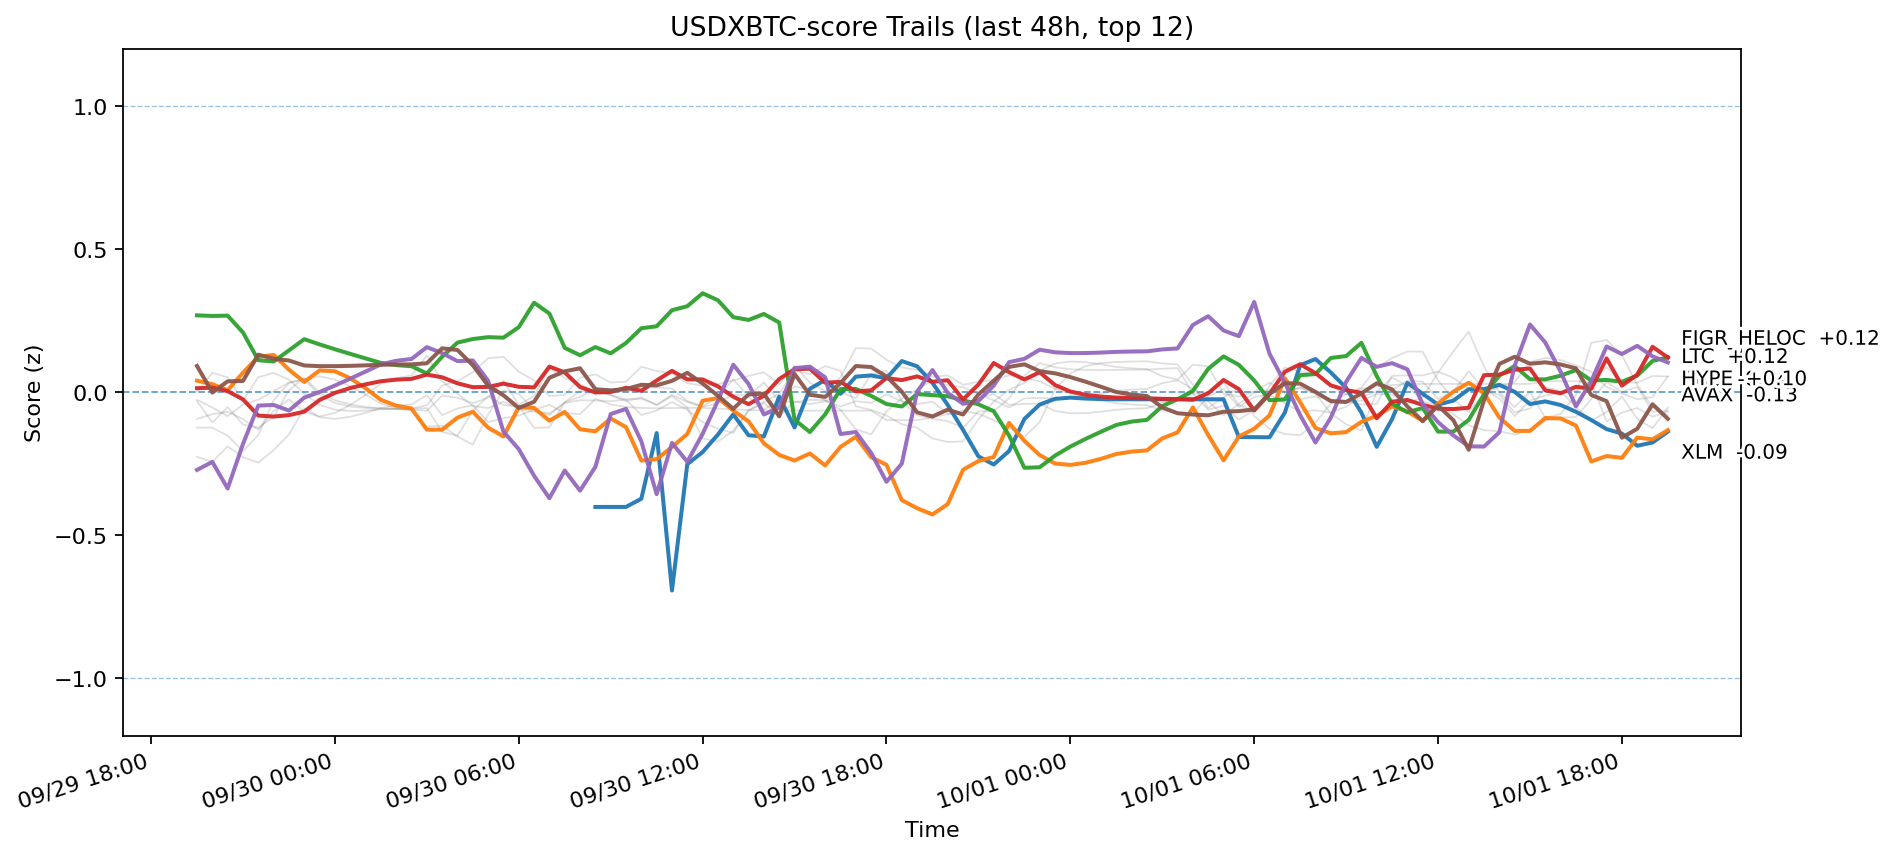 USDXBTC-score Trails (last 48h, top 12)
Score (z)
1.0
0.5
0.0
−0.5
−1.0
FIGR_HELOC +0.12
LTC +0.12
HYPE +0.10
AVAX -0.13
XLM -0.09
09/29 18:00
09/30 00:00
09/30 06:00
09/30 12:00
09/30 18:00
10/01 00:00
10/01 06:00
10/01 12:00
10/01 18:00
Time